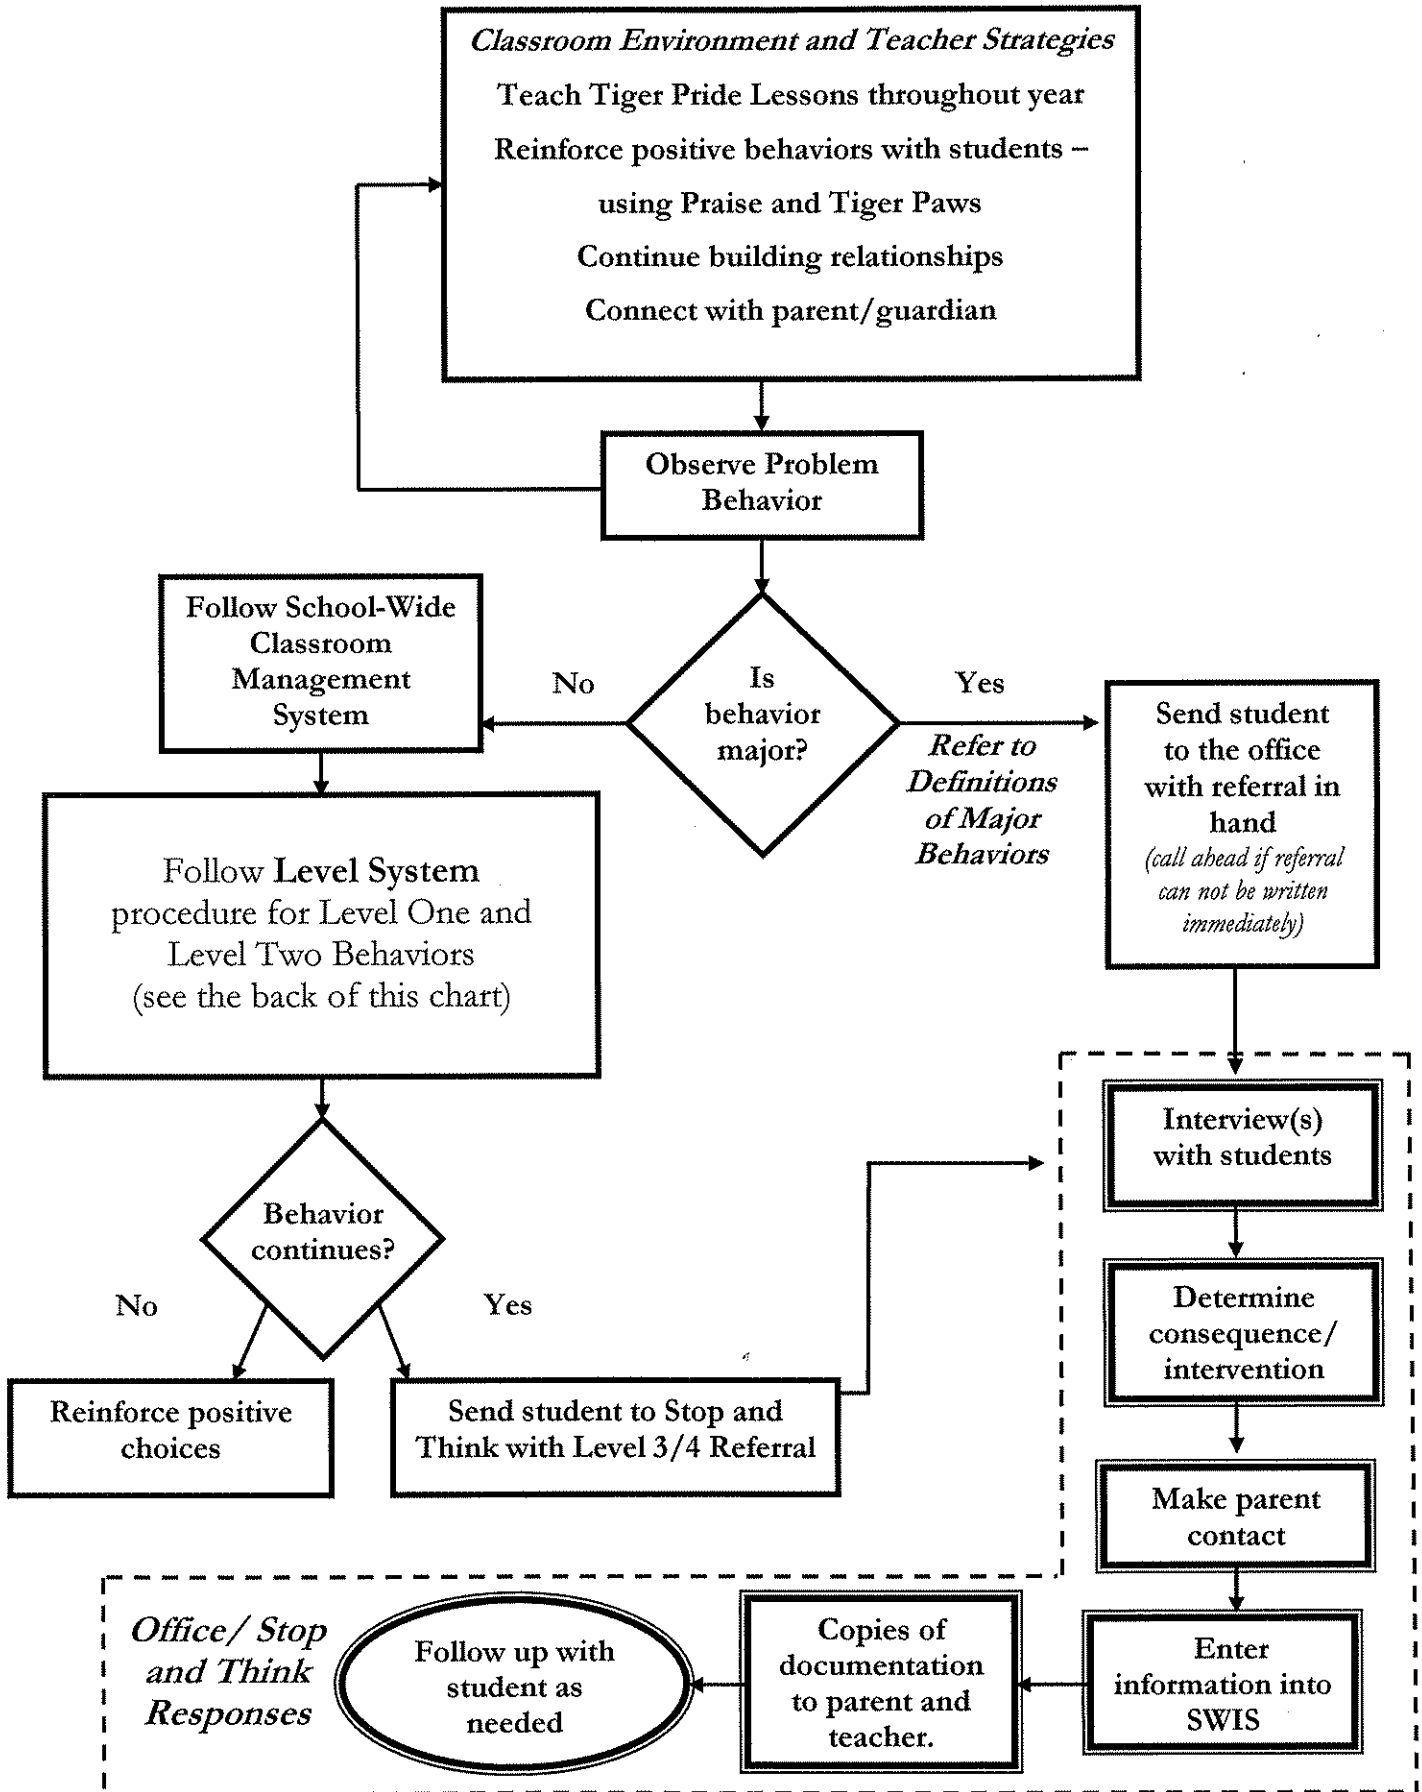 Classroom Environment and Teacher Strategies
Teach Tiger Pride Lessons throughout year
Reinforce positive behaviors with students –
using Praise and Tiger Paws
Continue building relationships
Connect with parent/guardian
Observe Problem
Behavior
Is
behavior
major?
No
Yes
Refer to
Definitions
of Major
Behaviors
Follow School-Wide
Classroom
Management
System
Follow Level System
procedure for Level One and
Level Two Behaviors
(see the back of this chart)
Behavior
continues?
No
Yes
Reinforce positive
choices
Send student to Stop and
Think with Level 3/4 Referral
Send student
to the office
with referral in
hand
(call ahead if referral
can not be written
immediately)
Interview(s)
with students
Determine
consequence/
intervention
Make parent
contact
Enter
information into
SWIS
Copies of
documentation
to parent and
teacher.
Follow up with
student as
needed
Office/ Stop
and Think
Responses